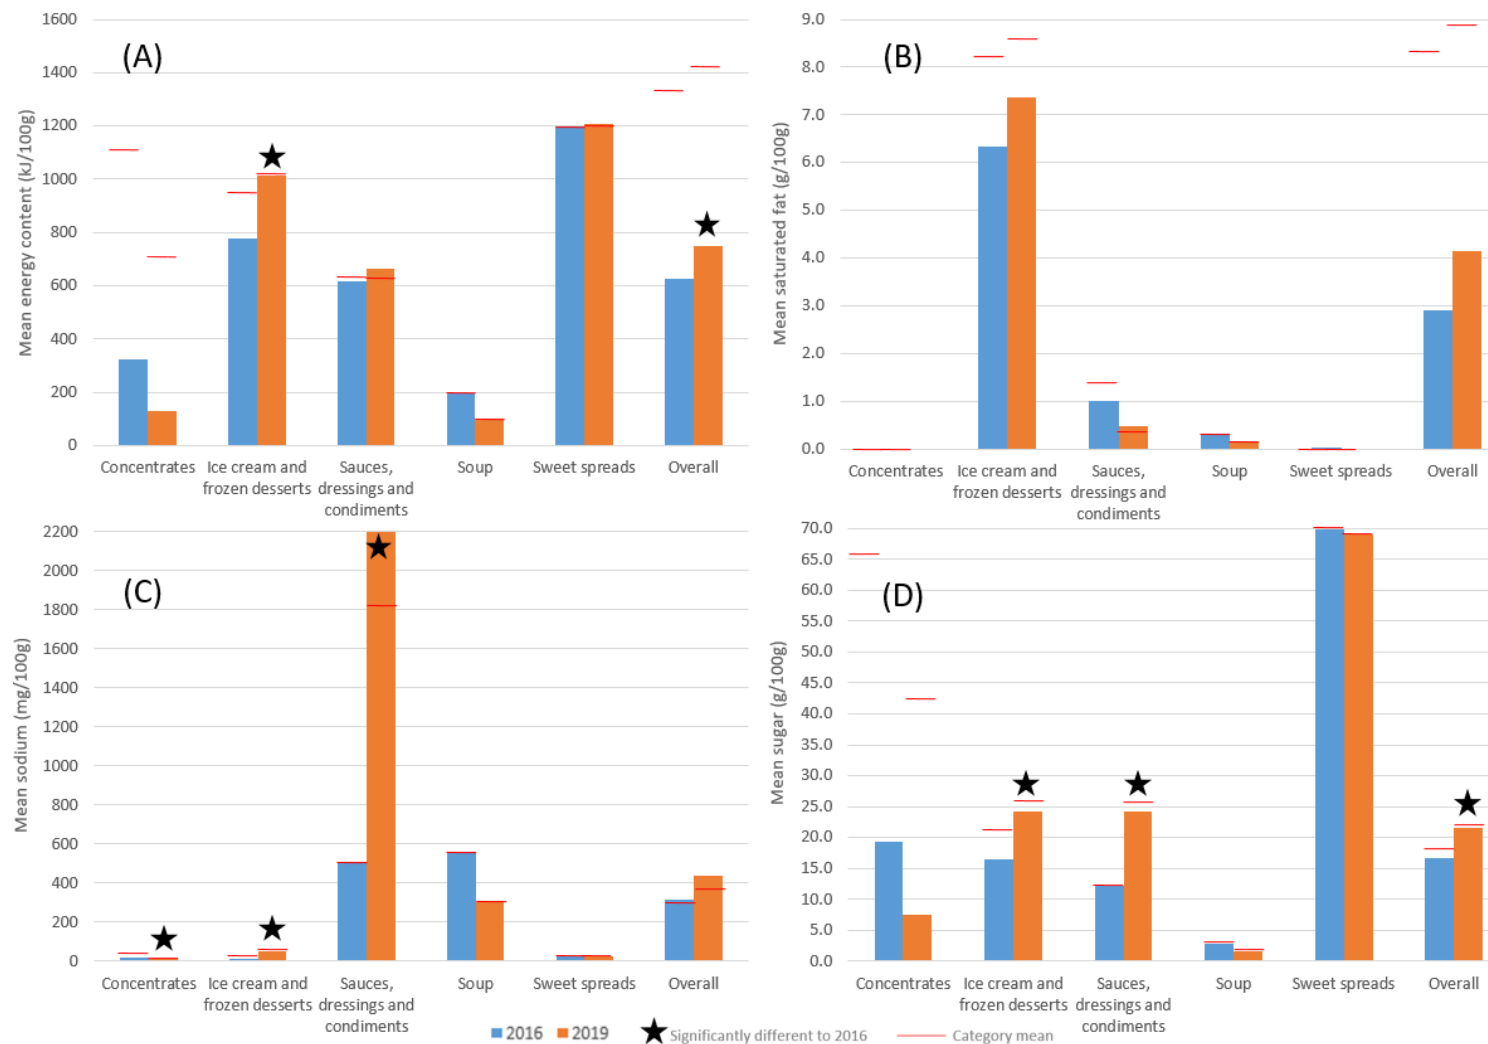 (A)
Mean energy content (kJ/100g)
1600
1400
1200
1000
800
600
400
200
0
Concentrates
Ice cream and
frozen desserts
Sauces,
dressings and
condiments
Soup
Sweet spreads
Overall
(B)
Mean saturated fat (g/100g)
9.0
8.0
7.0
6.0
5.0
4.0
3.0
2.0
1.0
0.0
Concentrates
Ice cream and
frozen desserts
Sauces,
dressings and
condiments
Soup
Sweet spreads
Overall
(C)
Mean sodium (mg/100g)
2200
2000
1800
1600
1400
1200
1000
800
600
400
200
0
Concentrates
Ice cream and
frozen desserts
Sauces,
dressings and
condiments
Soup
Sweet spreads
Overall
(D)
Mean sugar (g/100g)
70.0
65.0
60.0
55.0
50.0
45.0
40.0
35.0
30.0
25.0
20.0
15.0
10.0
5.0
0.0
Concentrates
Ice cream and
frozen desserts
Sauces,
dressings and
condiments
Soup
Sweet spreads
Overall
2016 2019 Significantly different to 2016 Category mean